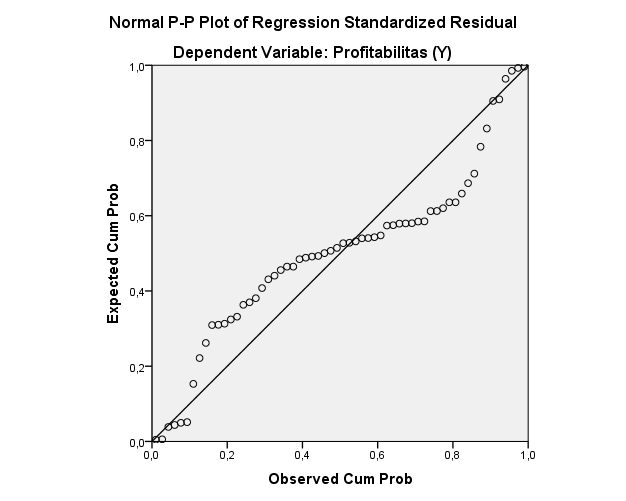 Normal P-P Plot of Regression Standardized Residual
Dependent Variable: Profitabilitas (Y)
Expected Cum Prob
1,0
0,8
0,6
0,4
0,2
0,0
0,0 0,2 0,4 0,6 0,8 1,0
Observed Cum Prob